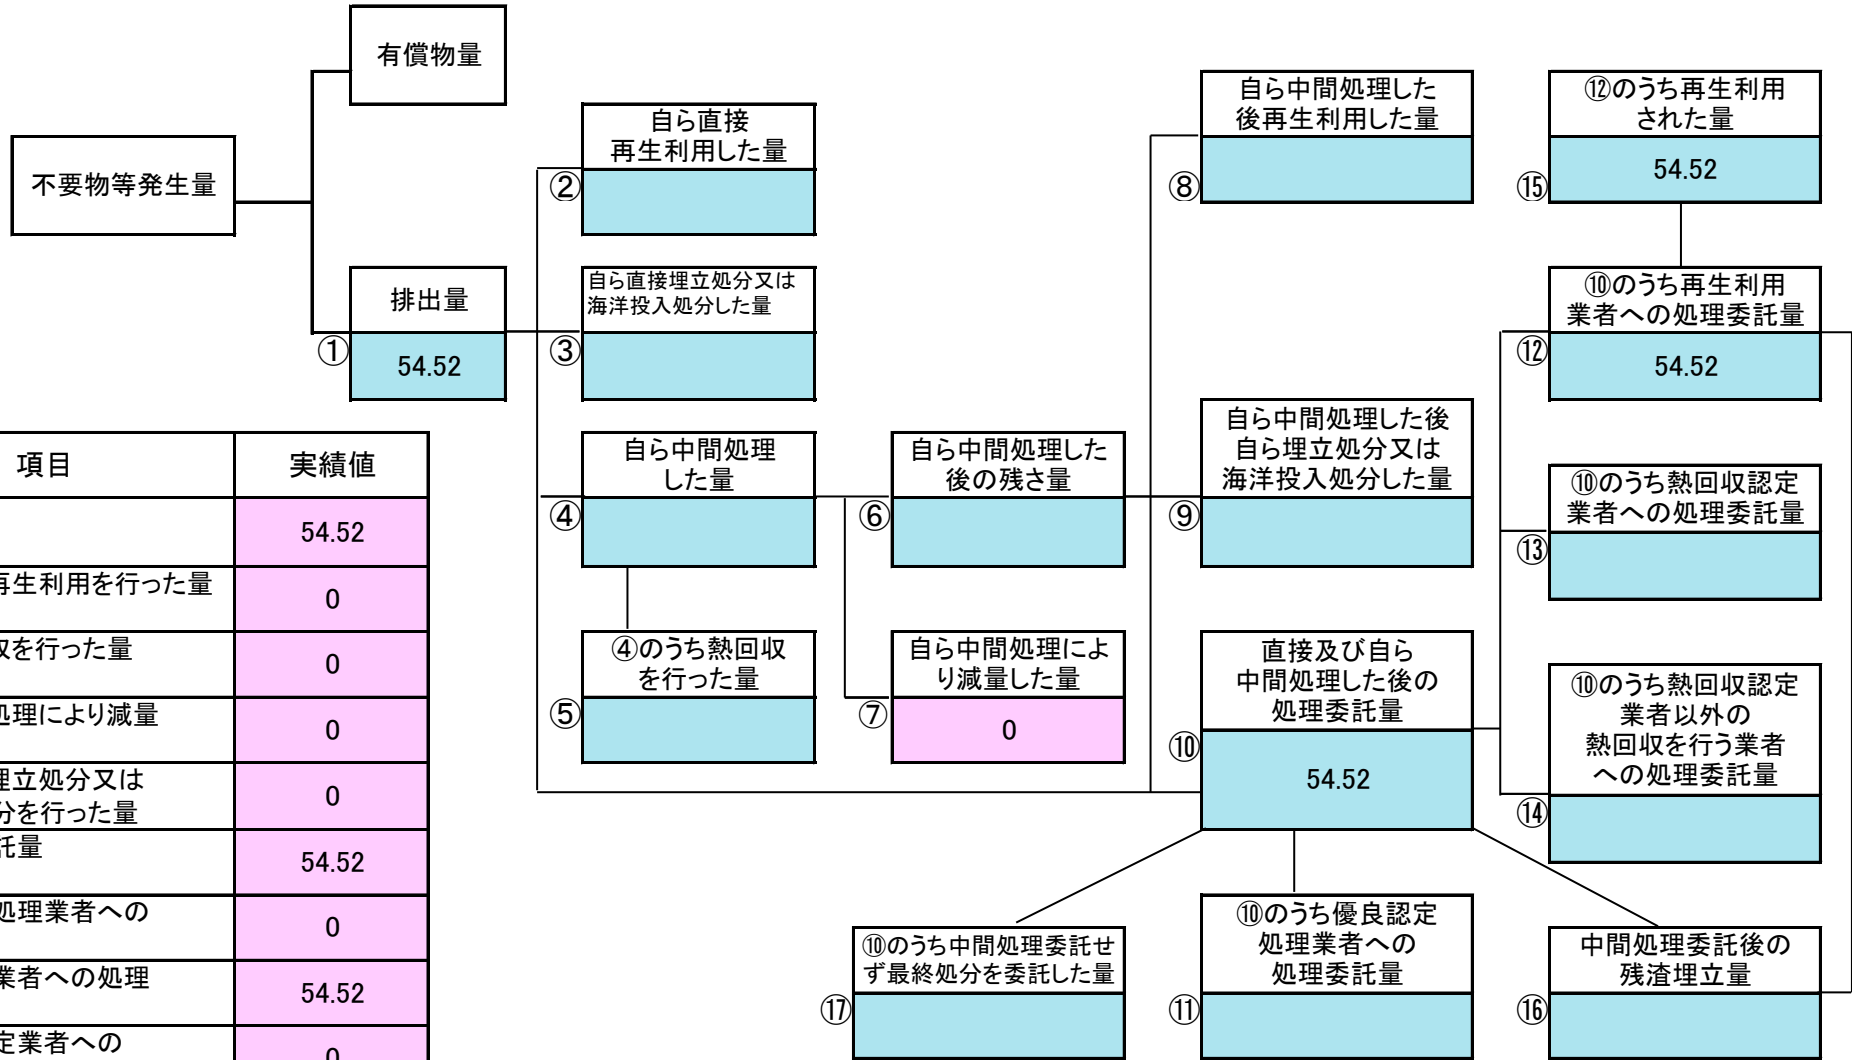 有償物量
不要物等発生量
排出量
①
54.52
自ら直接
再生利用した量
②
自ら直接埋立処分又は
海洋投入処分した量
③
自ら中間処理
した量
④
④のうち熱回収
を行った量
⑤
自ら中間処理した
後の残さ量
⑥
自ら中間処理によ
り減量した量
⑦
0
自ら中間処理した
後再生利用した量
⑧
自ら中間処理した後
自ら埋立処分又は
海洋投入処分した量
⑨
直接及び自ら
中間処理した後の
処理委託量
⑩
54.52
⑫のうち再生利用
された量
⑮
54.52
⑩のうち再生利用
業者への処理委託量
⑫
54.52
⑩のうち熱回収認定
業者への処理委託量
⑬
⑩のうち熱回収認定
業者以外の
熱回収を行う業者
への処理委託量
⑭
⑩のうち中間処理委託せ
ず最終処分を委託した量
⑰
⑩のうち優良認定
処理業者への
処理委託量
⑪
中間処理委託後の
残渣埋立量
⑯
項目 実績値
54.52
再生利用を行った量 0
を行った量 0
処理により減量 0
埋立処分又は
分を行った量 0
託量 54.52
処理業者への 0
業者への処理 54.52
定業者への 0